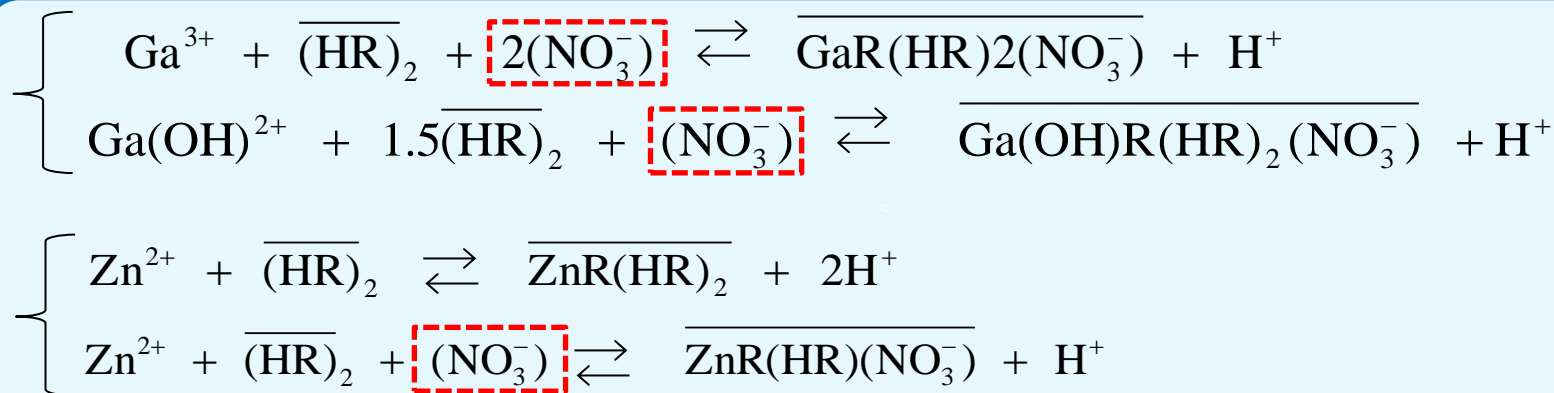 Ga³⁺ + (HR)₂ + 2(NO₃⁻) ⇄ GaR(HR)2(NO₃⁻) + H⁺
Ga(OH)²⁺ + 1.5(HR)₂ + (NO₃⁻) ⇄ Ga(OH)R(HR)₂(NO₃⁻) + H⁺
Zn²⁺ + (HR)₂ ⇄ ZnR(HR)₂ + 2H⁺
Zn²⁺ + (HR)₂ + (NO₃⁻) ⇄ ZnR(HR)(NO₃⁻) + H⁺